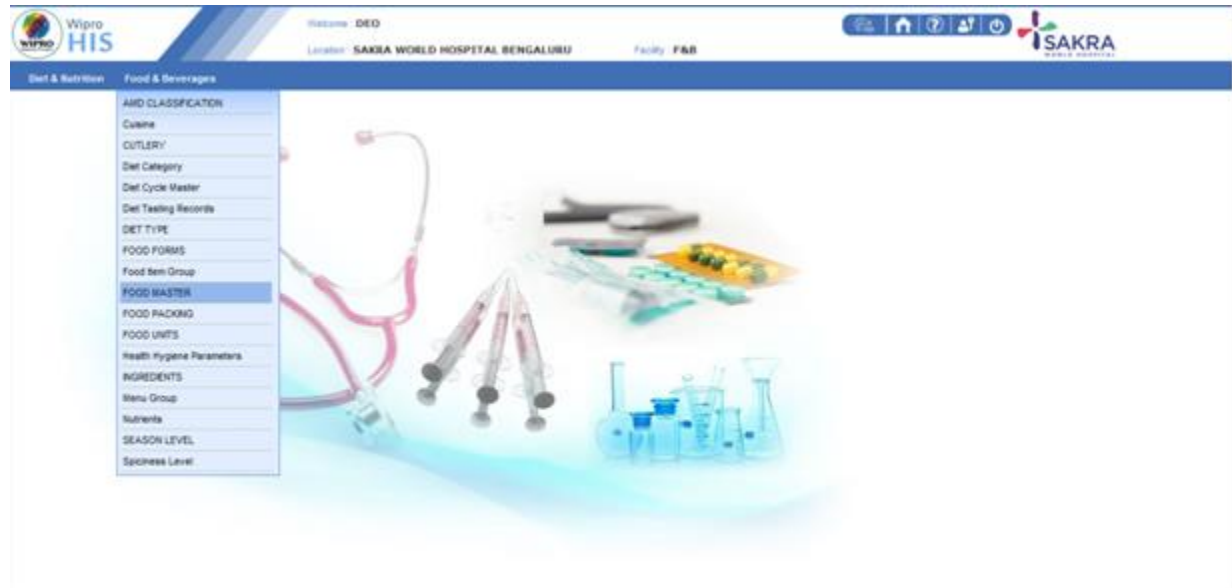 Wipro
HIS
WIPRO
Welcome DEO
Location SAKRA WORLD HOSPITAL BENGALURU Facility F&B
SAKRA
WORLD HOSPITAL
Diet & Nutrition Food & Beverages
AMD CLASSIFICATION
Cuisine
CUTLERY
Diet Category
Diet Cycle Master
Diet Tasting Records
DIET TYPE
FOOD FORMS
Food Item Group
FOOD MASTER
FOOD PACKING
FOOD UNITS
Health Hygiene Parameters
INGREDIENTS
Menu Group
Nutrients
SEASON LEVEL
Spiciness Level